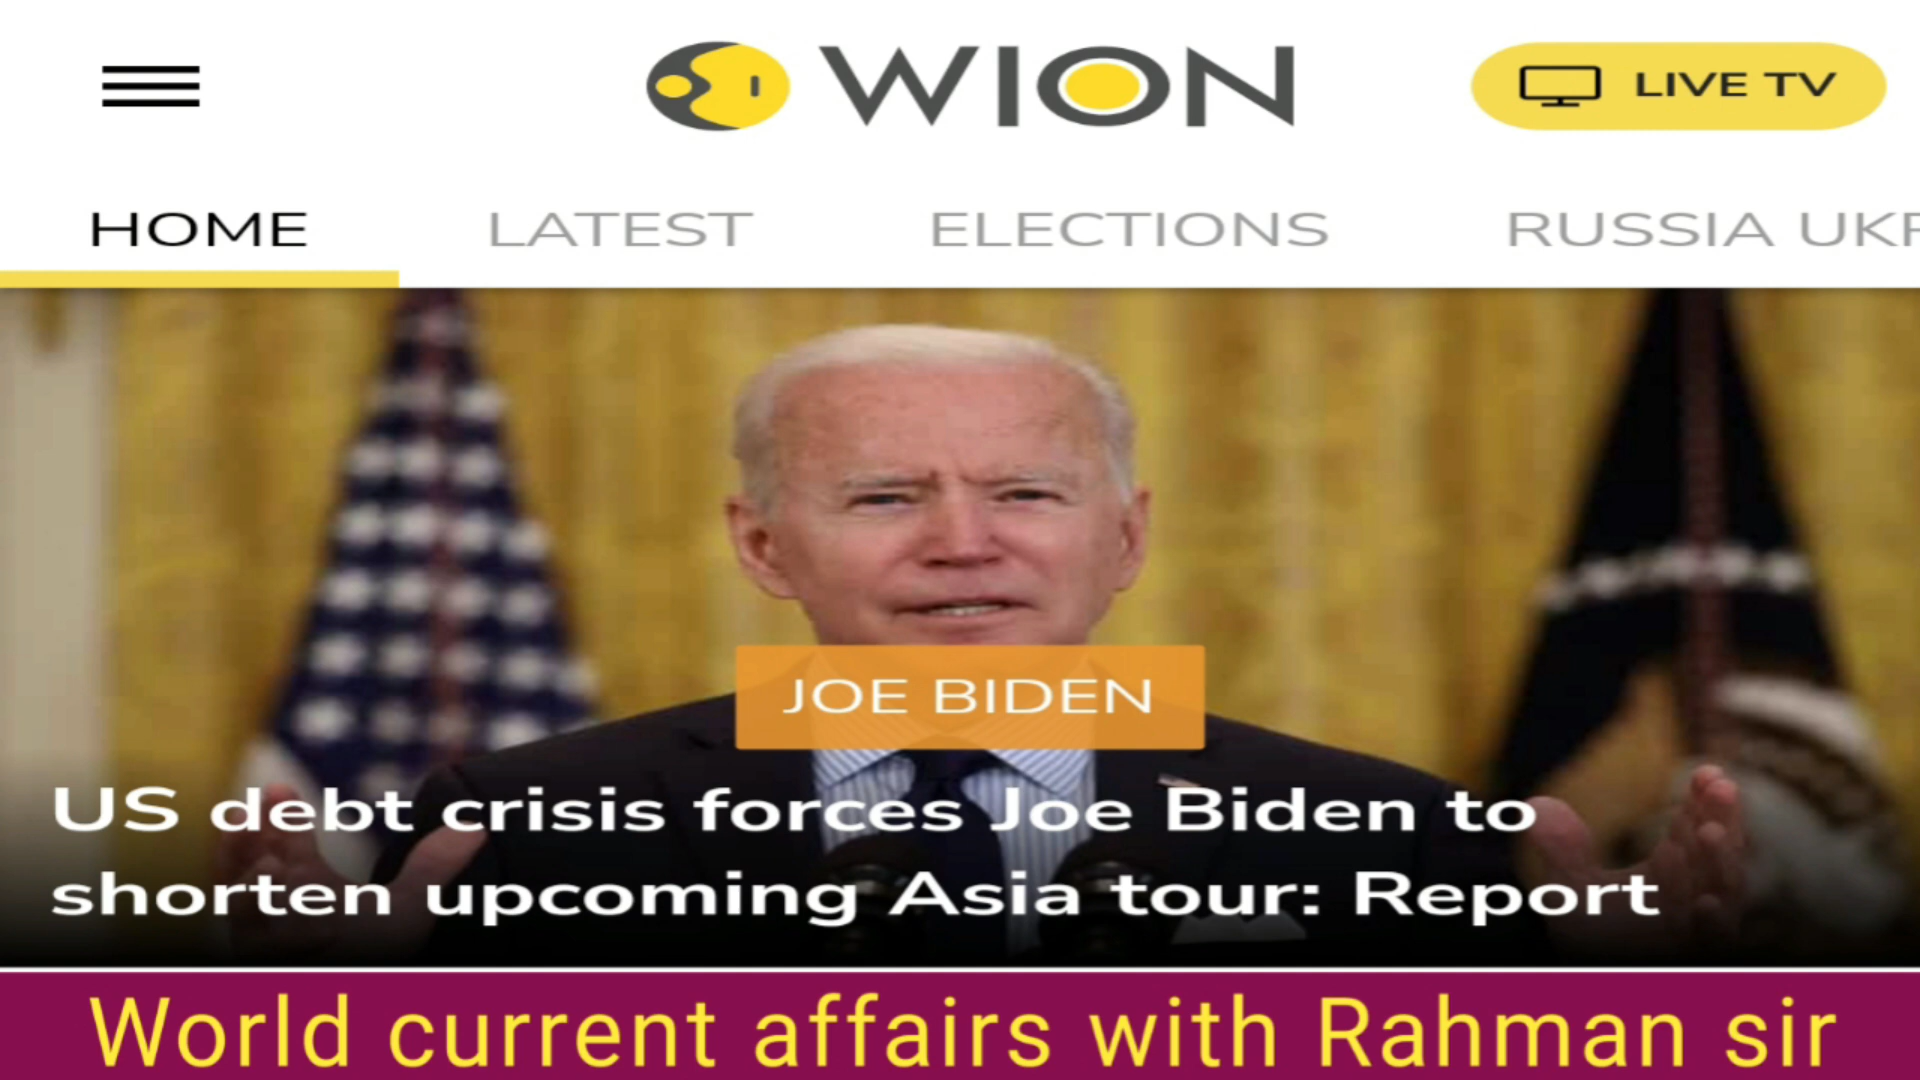 WION
LIVE TV
HOME
LATEST
ELECTIONS
RUSSIA UKR
JOE BIDEN
US debt crisis forces Joe Biden to
shorten upcoming Asia tour: Report
World current affairs with Rahman sir